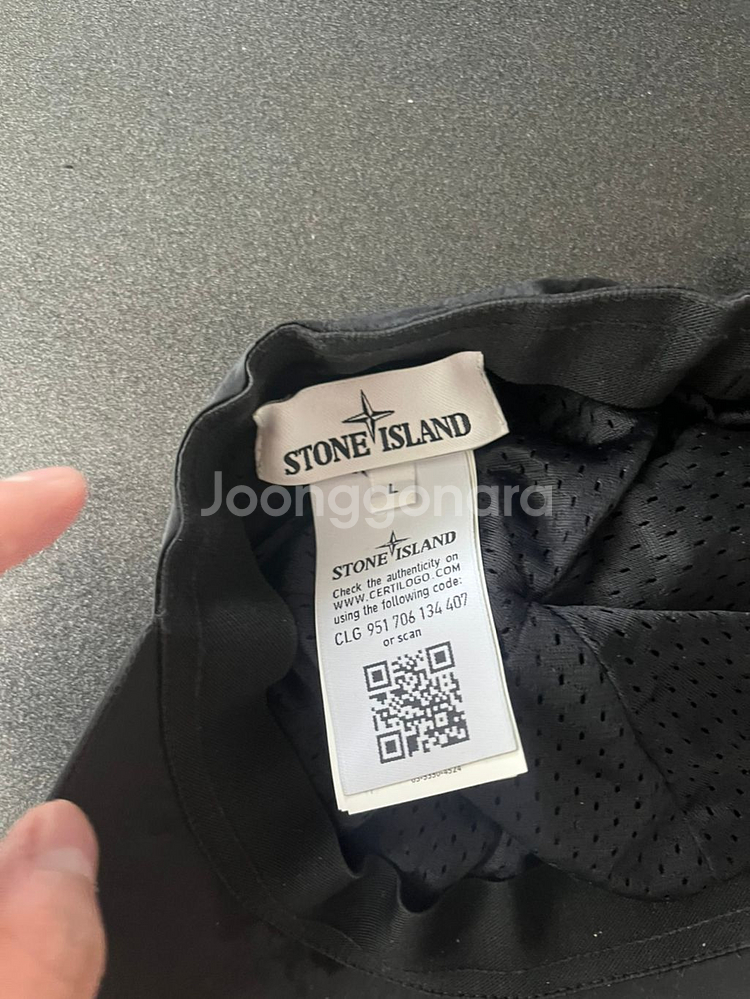 STONE ISLAND
L
Joonggonara
STONE ISLAND
Check the authenticity on
WWW.CERTILOGO.COM
using the following code:
CLG 951 706 134 407
or scan